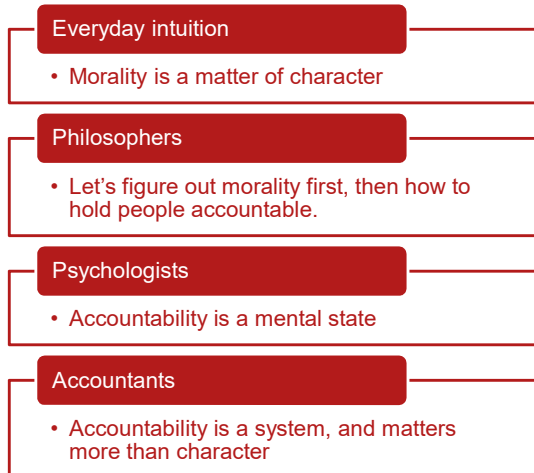 Everyday intuition
• Morality is a matter of character
Philosophers
• Let’s figure out morality first, then how to
hold people accountable.
Psychologists
• Accountability is a mental state
Accountants
• Accountability is a system, and matters
more than character